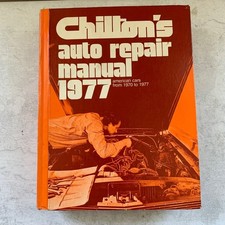 Chilton's
auto repair
manual
1977
american cars
from 1970 to 1977